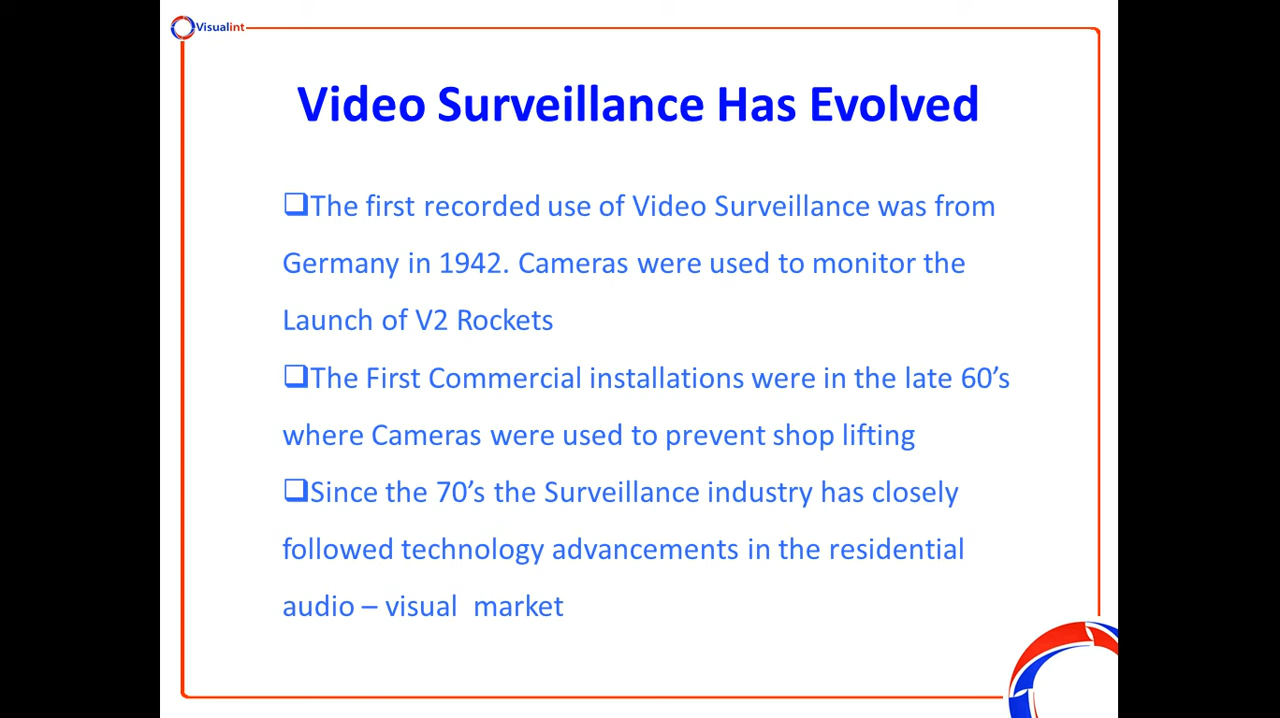 Visualint
Video Surveillance Has Evolved
❑The first recorded use of Video Surveillance was from
Germany in 1942. Cameras were used to monitor the
Launch of V2 Rockets
❑The First Commercial installations were in the late 60’s
where Cameras were used to prevent shop lifting
❑Since the 70’s the Surveillance industry has closely
followed technology advancements in the residential
audio – visual  market